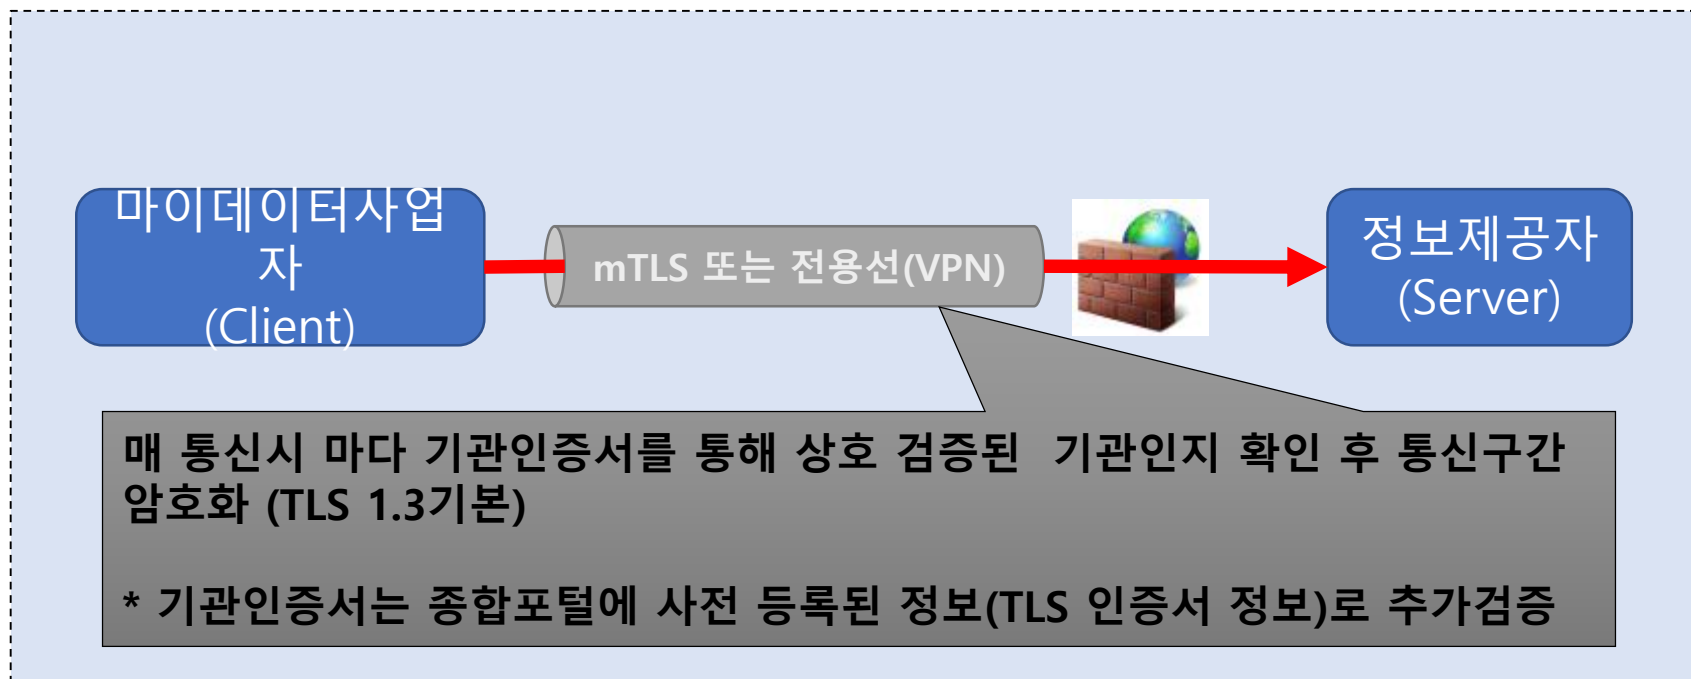 마이데이터사업
자
(Client)
mTLS 또는 전용선(VPN)
정보제공자
(Server)
매 통신시 마다 기관인증서를 통해 상호 검증된  기관인지 확인 후 통신구간
암호화 (TLS 1.3기본)
* 기관인증서는 종합포털에 사전 등록된 정보(TLS 인증서 정보)로 추가검증